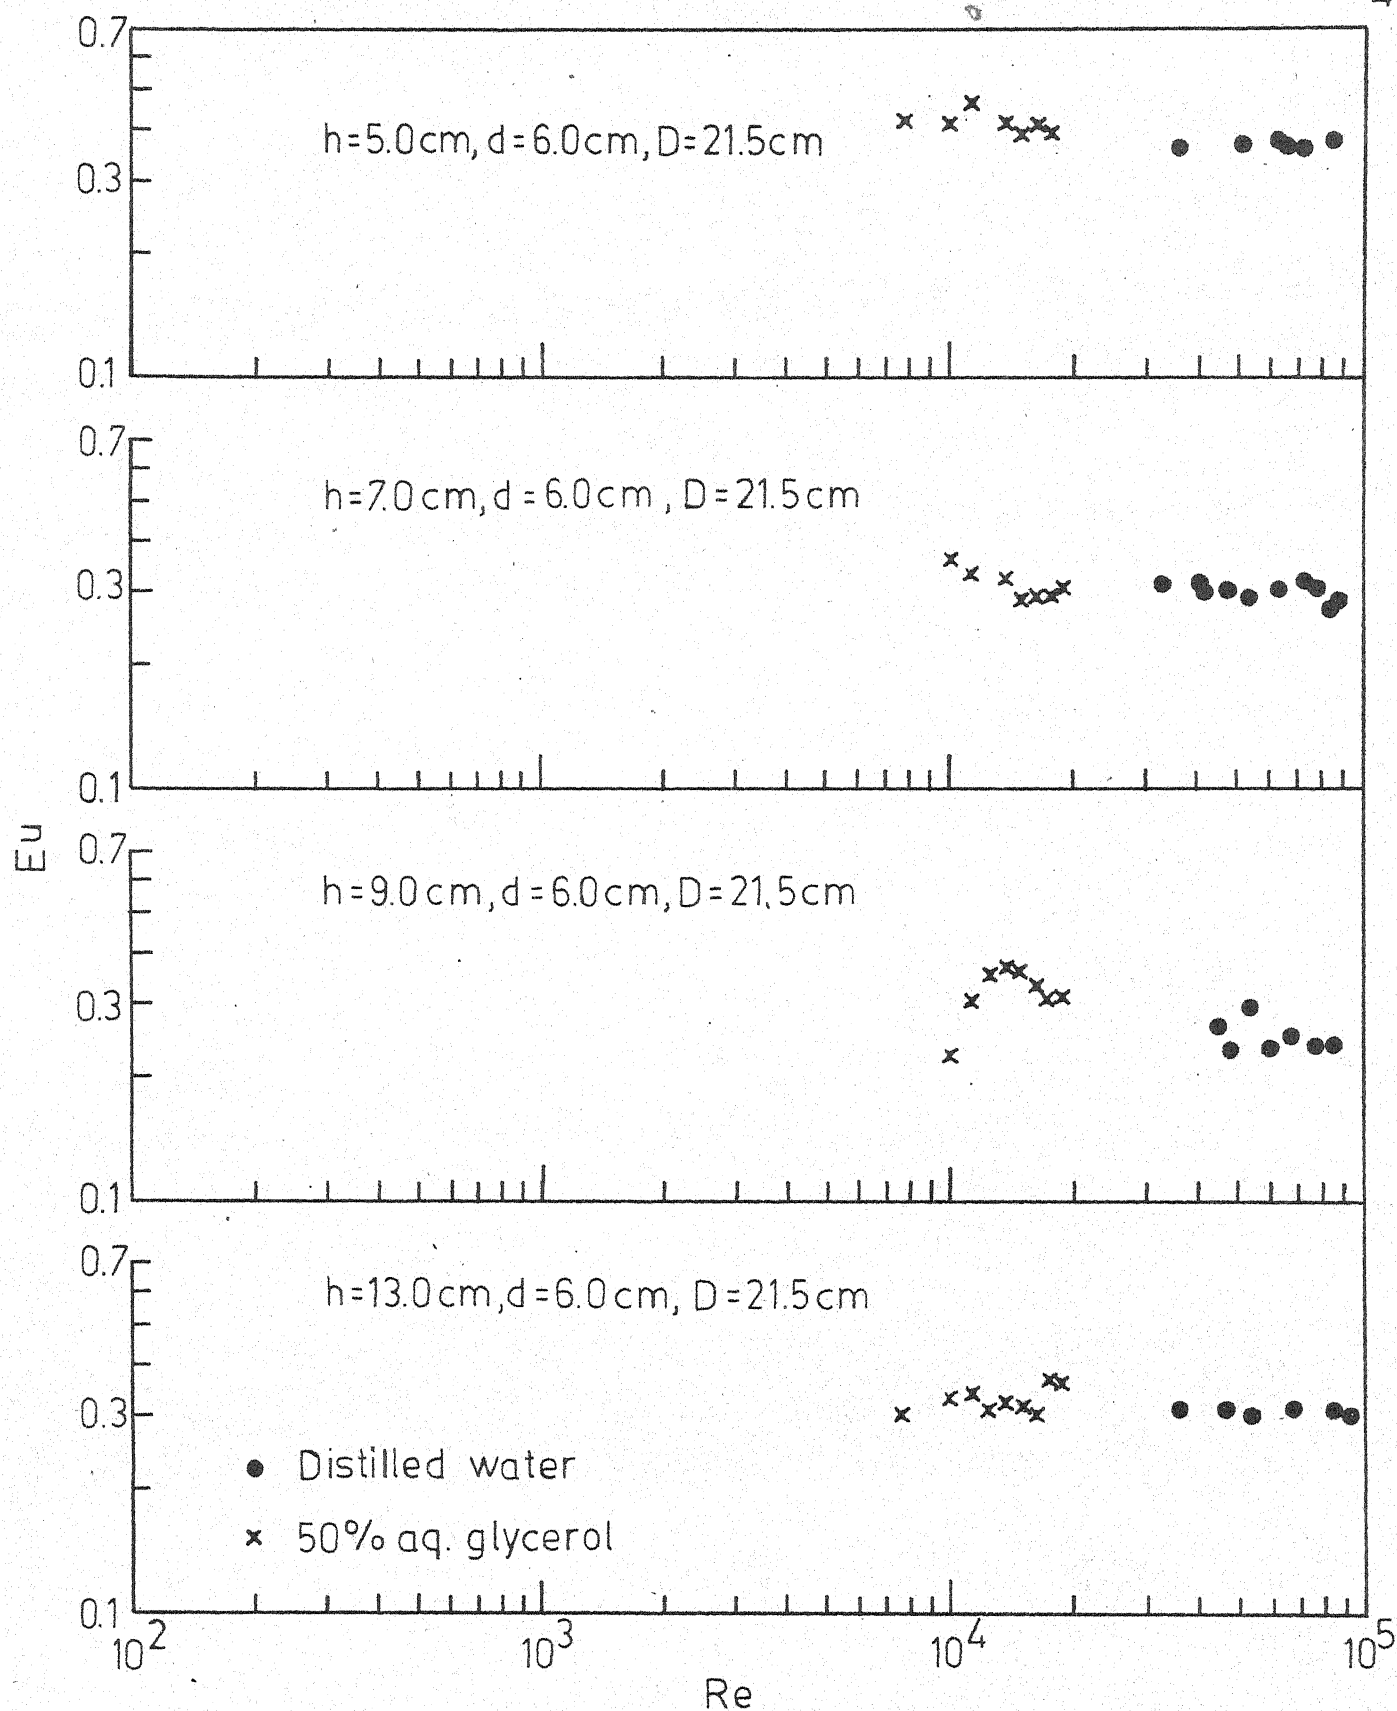 0.7
h=5.0cm, d=6.0cm, D=21.5cm
0.3
0.1
0.7
h=7.0cm, d=6.0cm, D=21.5cm
0.3
0.1
Eu
0.7
h=9.0cm, d=6.0cm, D=21.5cm
0.3
0.1
0.7
h=13.0cm, d=6.0cm, D=21.5cm
0.3
Distilled water
50% aq. glycerol
0.1
10² 10³ 10⁴ 10⁵
Re